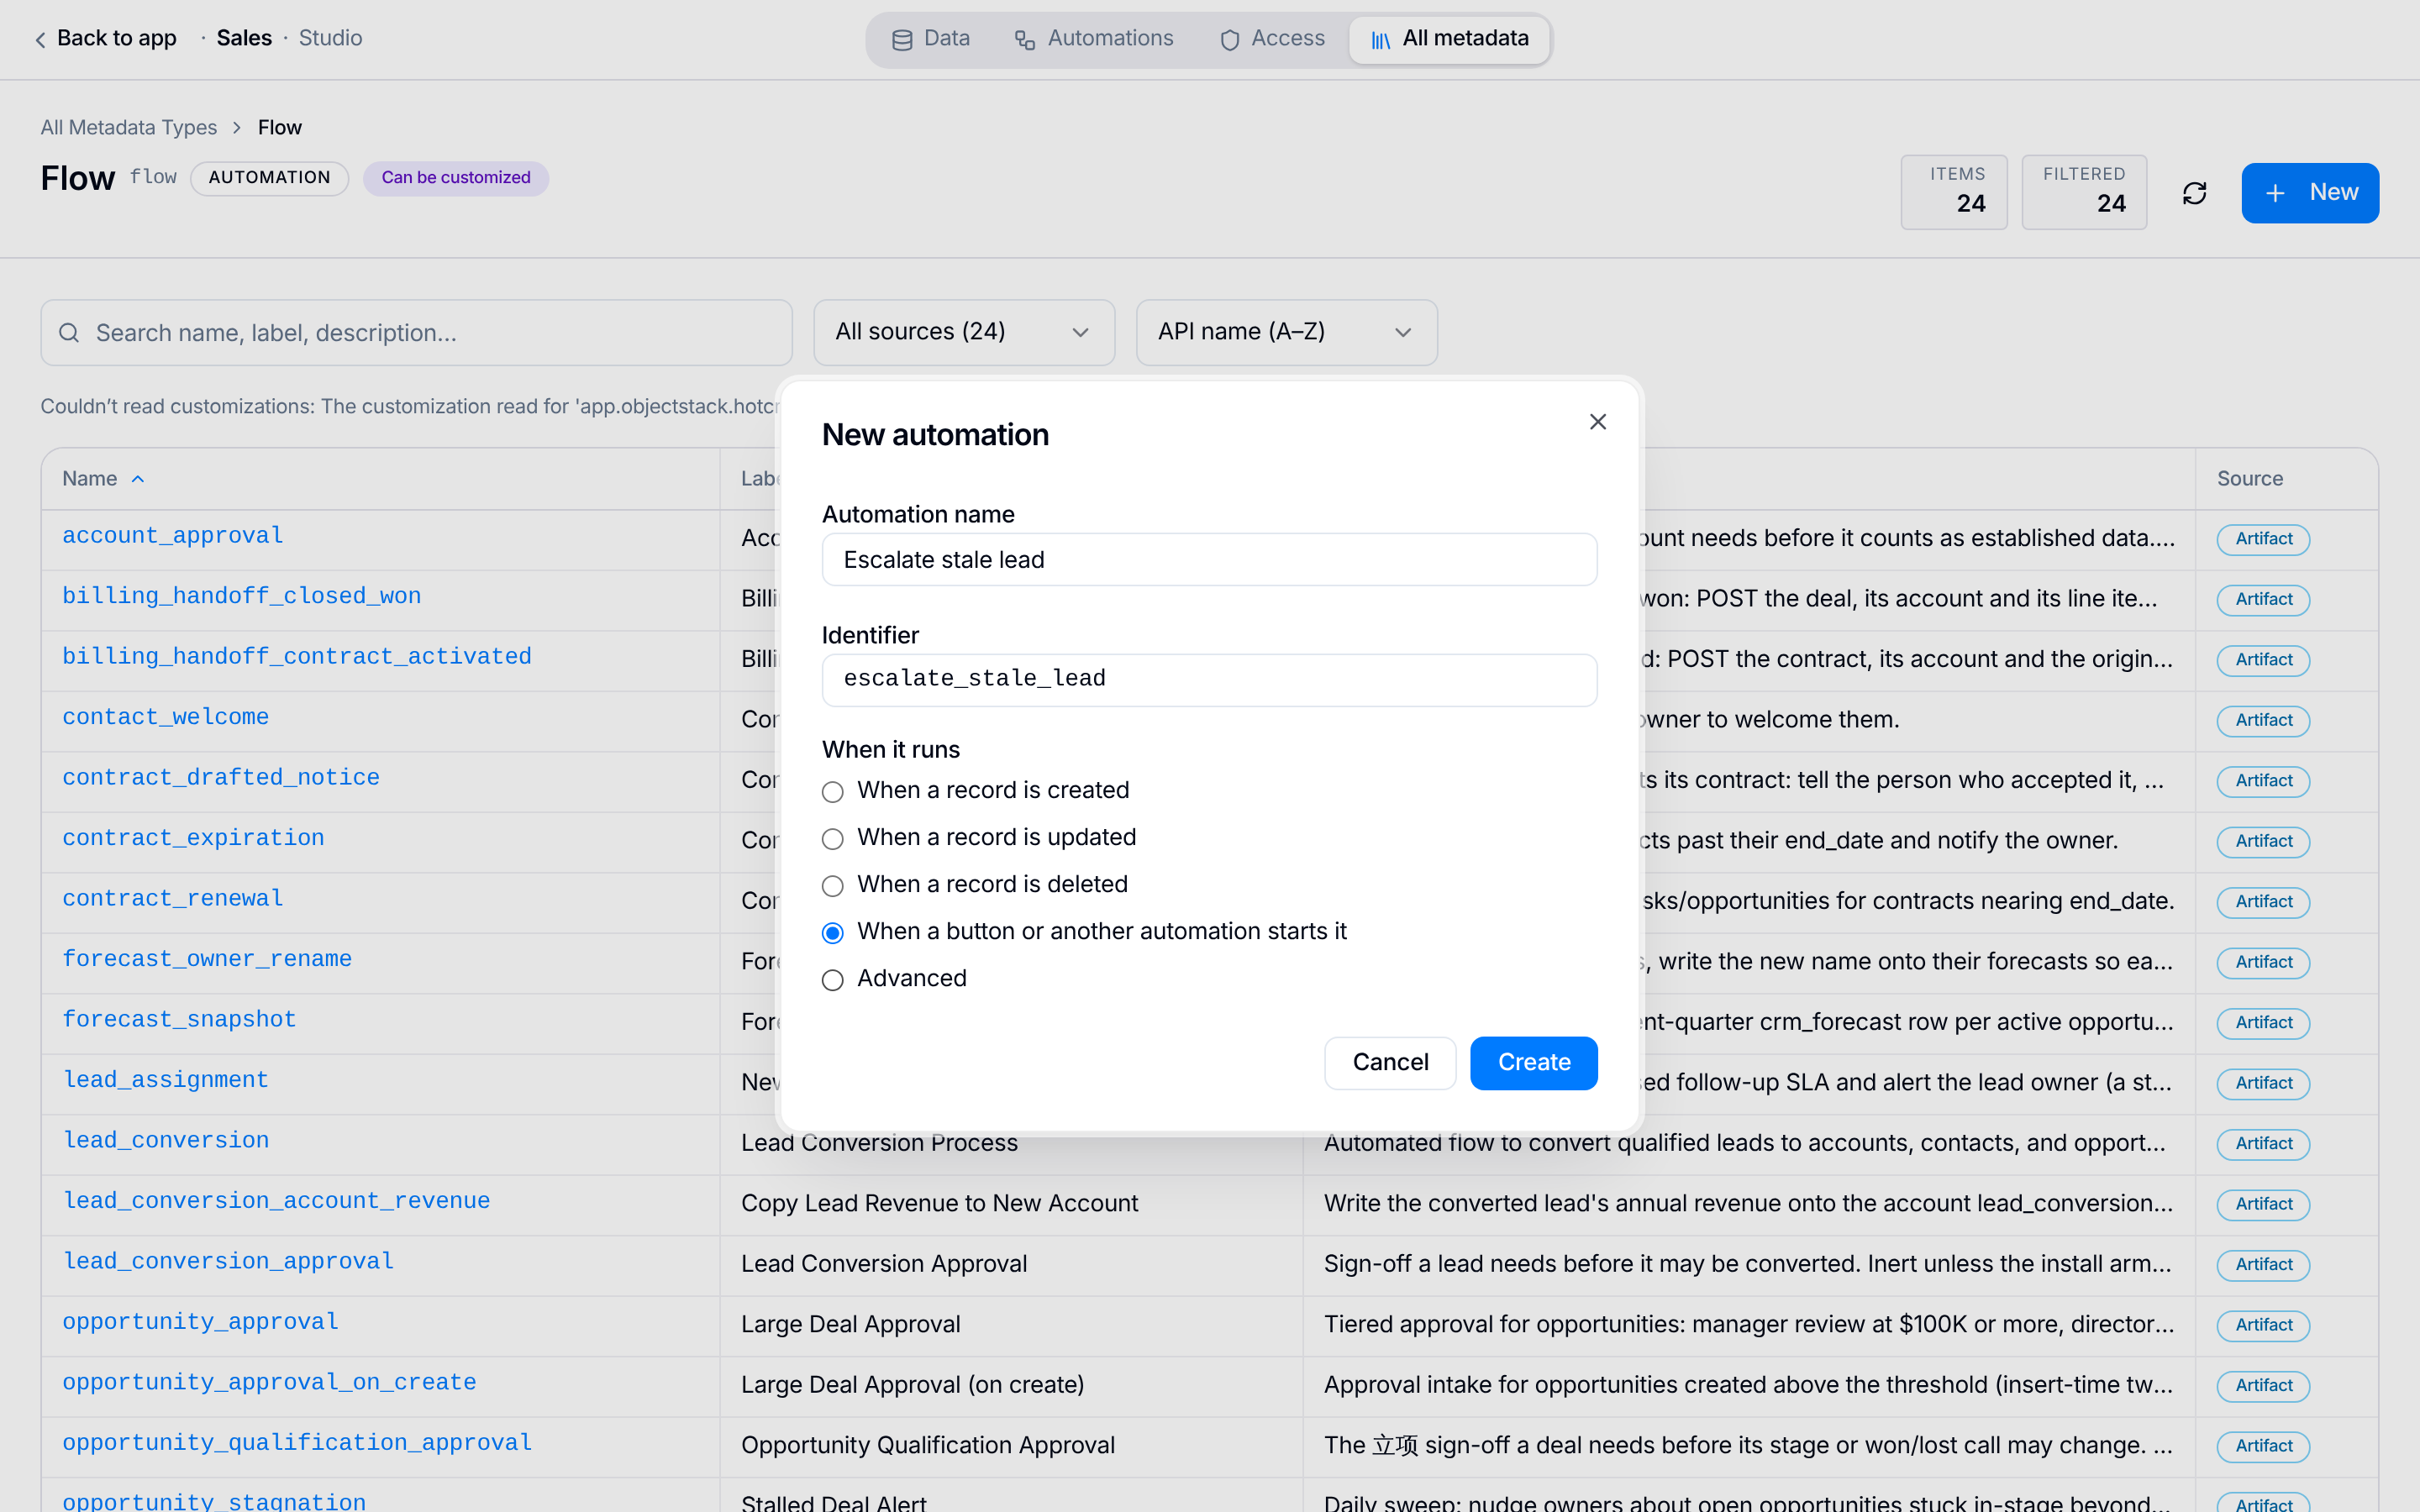 Back to app · Sales · Studio
Data Automations Access All metadata
All Metadata Types > Flow
Flow flow AUTOMATION Can be customized
ITEMS 24
FILTERED 24
+ New
Search name, label, description...
All sources (24)
API name (A–Z)
Couldn’t read customizations: The customization read for 'app.objectstack.hotcr
New automation
Automation name
Escalate stale lead
Identifier
escalate_stale_lead
When it runs
When a record is created
When a record is updated
When a record is deleted
When a button or another automation starts it
Advanced
Cancel Create
Name Source
account_approval needs before it counts as established data.... Artifact
billing_handoff_closed_won won: POST the deal, its account and its line ite... Artifact
billing_handoff_contract_activated POST the contract, its account and the origin... Artifact
contact_welcome owner to welcome them. Artifact
contract_drafted_notice its contract: tell the person who accepted it, ... Artifact
contract_expiration past their end_date and notify the owner. Artifact
contract_renewal for contracts nearing end_date. Artifact
forecast_owner_rename , write the new name onto their forecasts so ea... Artifact
forecast_snapshot crm_forecast row per active opportu... Artifact
lead_assignment follow-up SLA and alert the lead owner (a st... Artifact
lead_conversion Lead Conversion Process Automated flow to convert qualified leads to accounts, contacts, and opport... Artifact
lead_conversion_account_revenue Copy Lead Revenue to New Account Write the converted lead's annual revenue onto the account lead_conversion... Artifact
lead_conversion_approval Lead Conversion Approval Sign-off a lead needs before it may be converted. Inert unless the install arm... Artifact
opportunity_approval Large Deal Approval Tiered approval for opportunities: manager review at $100K or more, director... Artifact
opportunity_approval_on_create Large Deal Approval (on create) Approval intake for opportunities created above the threshold (insert-time tw... Artifact
opportunity_qualification_approval Opportunity Qualification Approval The 立项 sign-off a deal needs before its stage or won/lost call may change. ... Artifact
opportunity_stagnation Stalled Deal Alert Daily sweep: nudge owners about open opportunities stuck in-stage beyond... Artifact